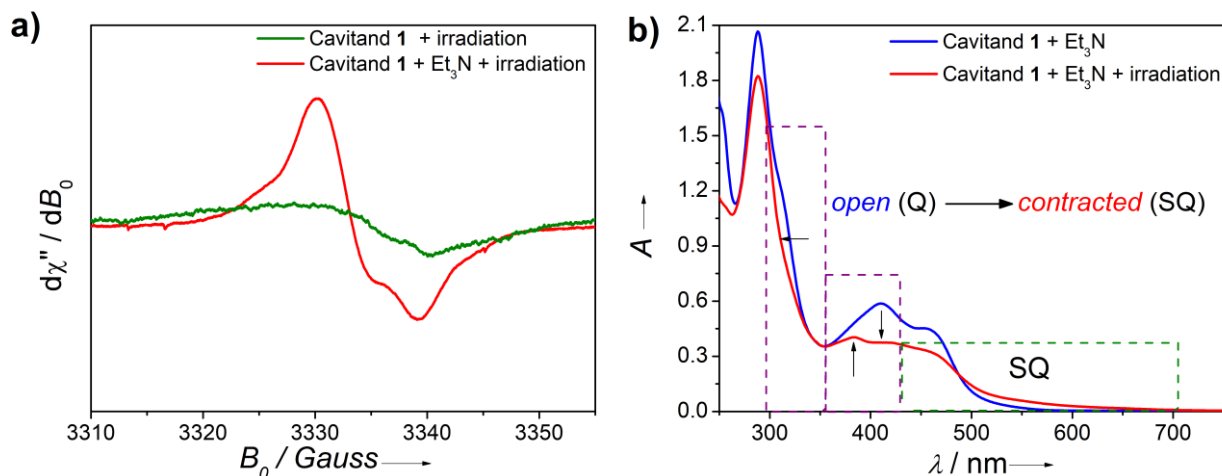 a)
Cavitand 1 + irradiation
Cavitand 1 + Et₃N + irradiation
dχ" / dB₀
3310 3320 3330 3340 3350
B₀ / Gauss
b)
Cavitand 1 + Et₃N
Cavitand 1 + Et₃N + irradiation
2.1
1.8
1.5
1.2
0.9
0.6
0.3
0.0
A
open (Q) → contracted (SQ)
SQ
300 400 500 600 700
λ / nm